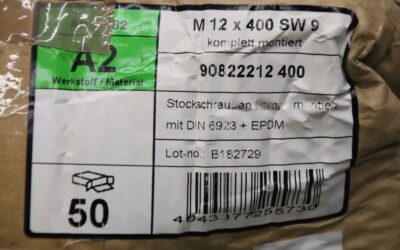 M 12 x 400 SW 9
komplett montiert
A2
Werkstoff / Material
90822212 400
Stockschrauben
mit DIN 6923 + EPDM
Lot-no.: B182729
50
4043377255730